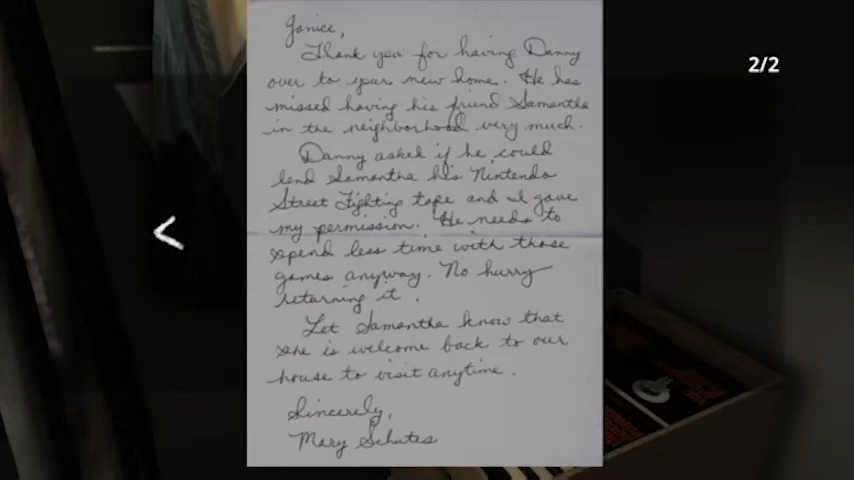 Janice,
Thank you for having Danny
over to your new home. He has
missed having his friend Samantha
in the neighborhood very much.
Danny asked if he could
lend Samantha his Nintendo
Street Fighting tape and I gave
my permission. He needs to
spend less time with those
games anyway. No hurry
returning it.
Let Samantha know that
she is welcome back to our
house to visit anytime.
Sincerely,
Mary Schutes
2/2